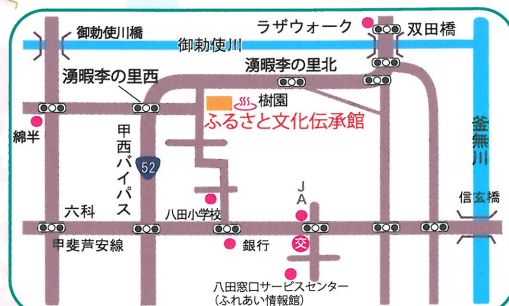 ラザウォーク
双田橋
御勅使川橋
御勅使川
湧暇李の里北
湧暇李の里西
樹園
ふるさと文化伝承館
綿半
甲西バイパス
52
釜無川
JA
信玄橋
六科
八田小学校
甲斐芦安線
銀行
交
八田窓口サービスセンター
(ふれあい情報館)